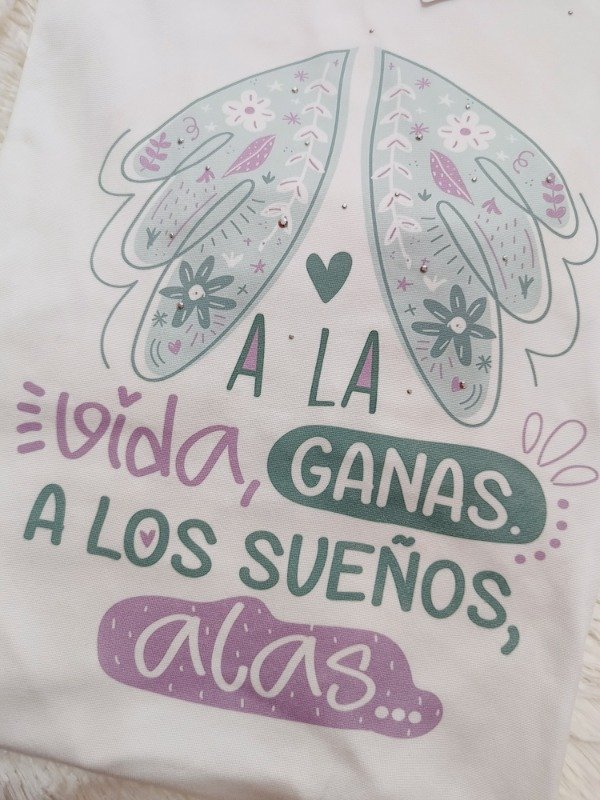 A LA
vida, GANAS.
A LOS SUEÑOS,
alas...